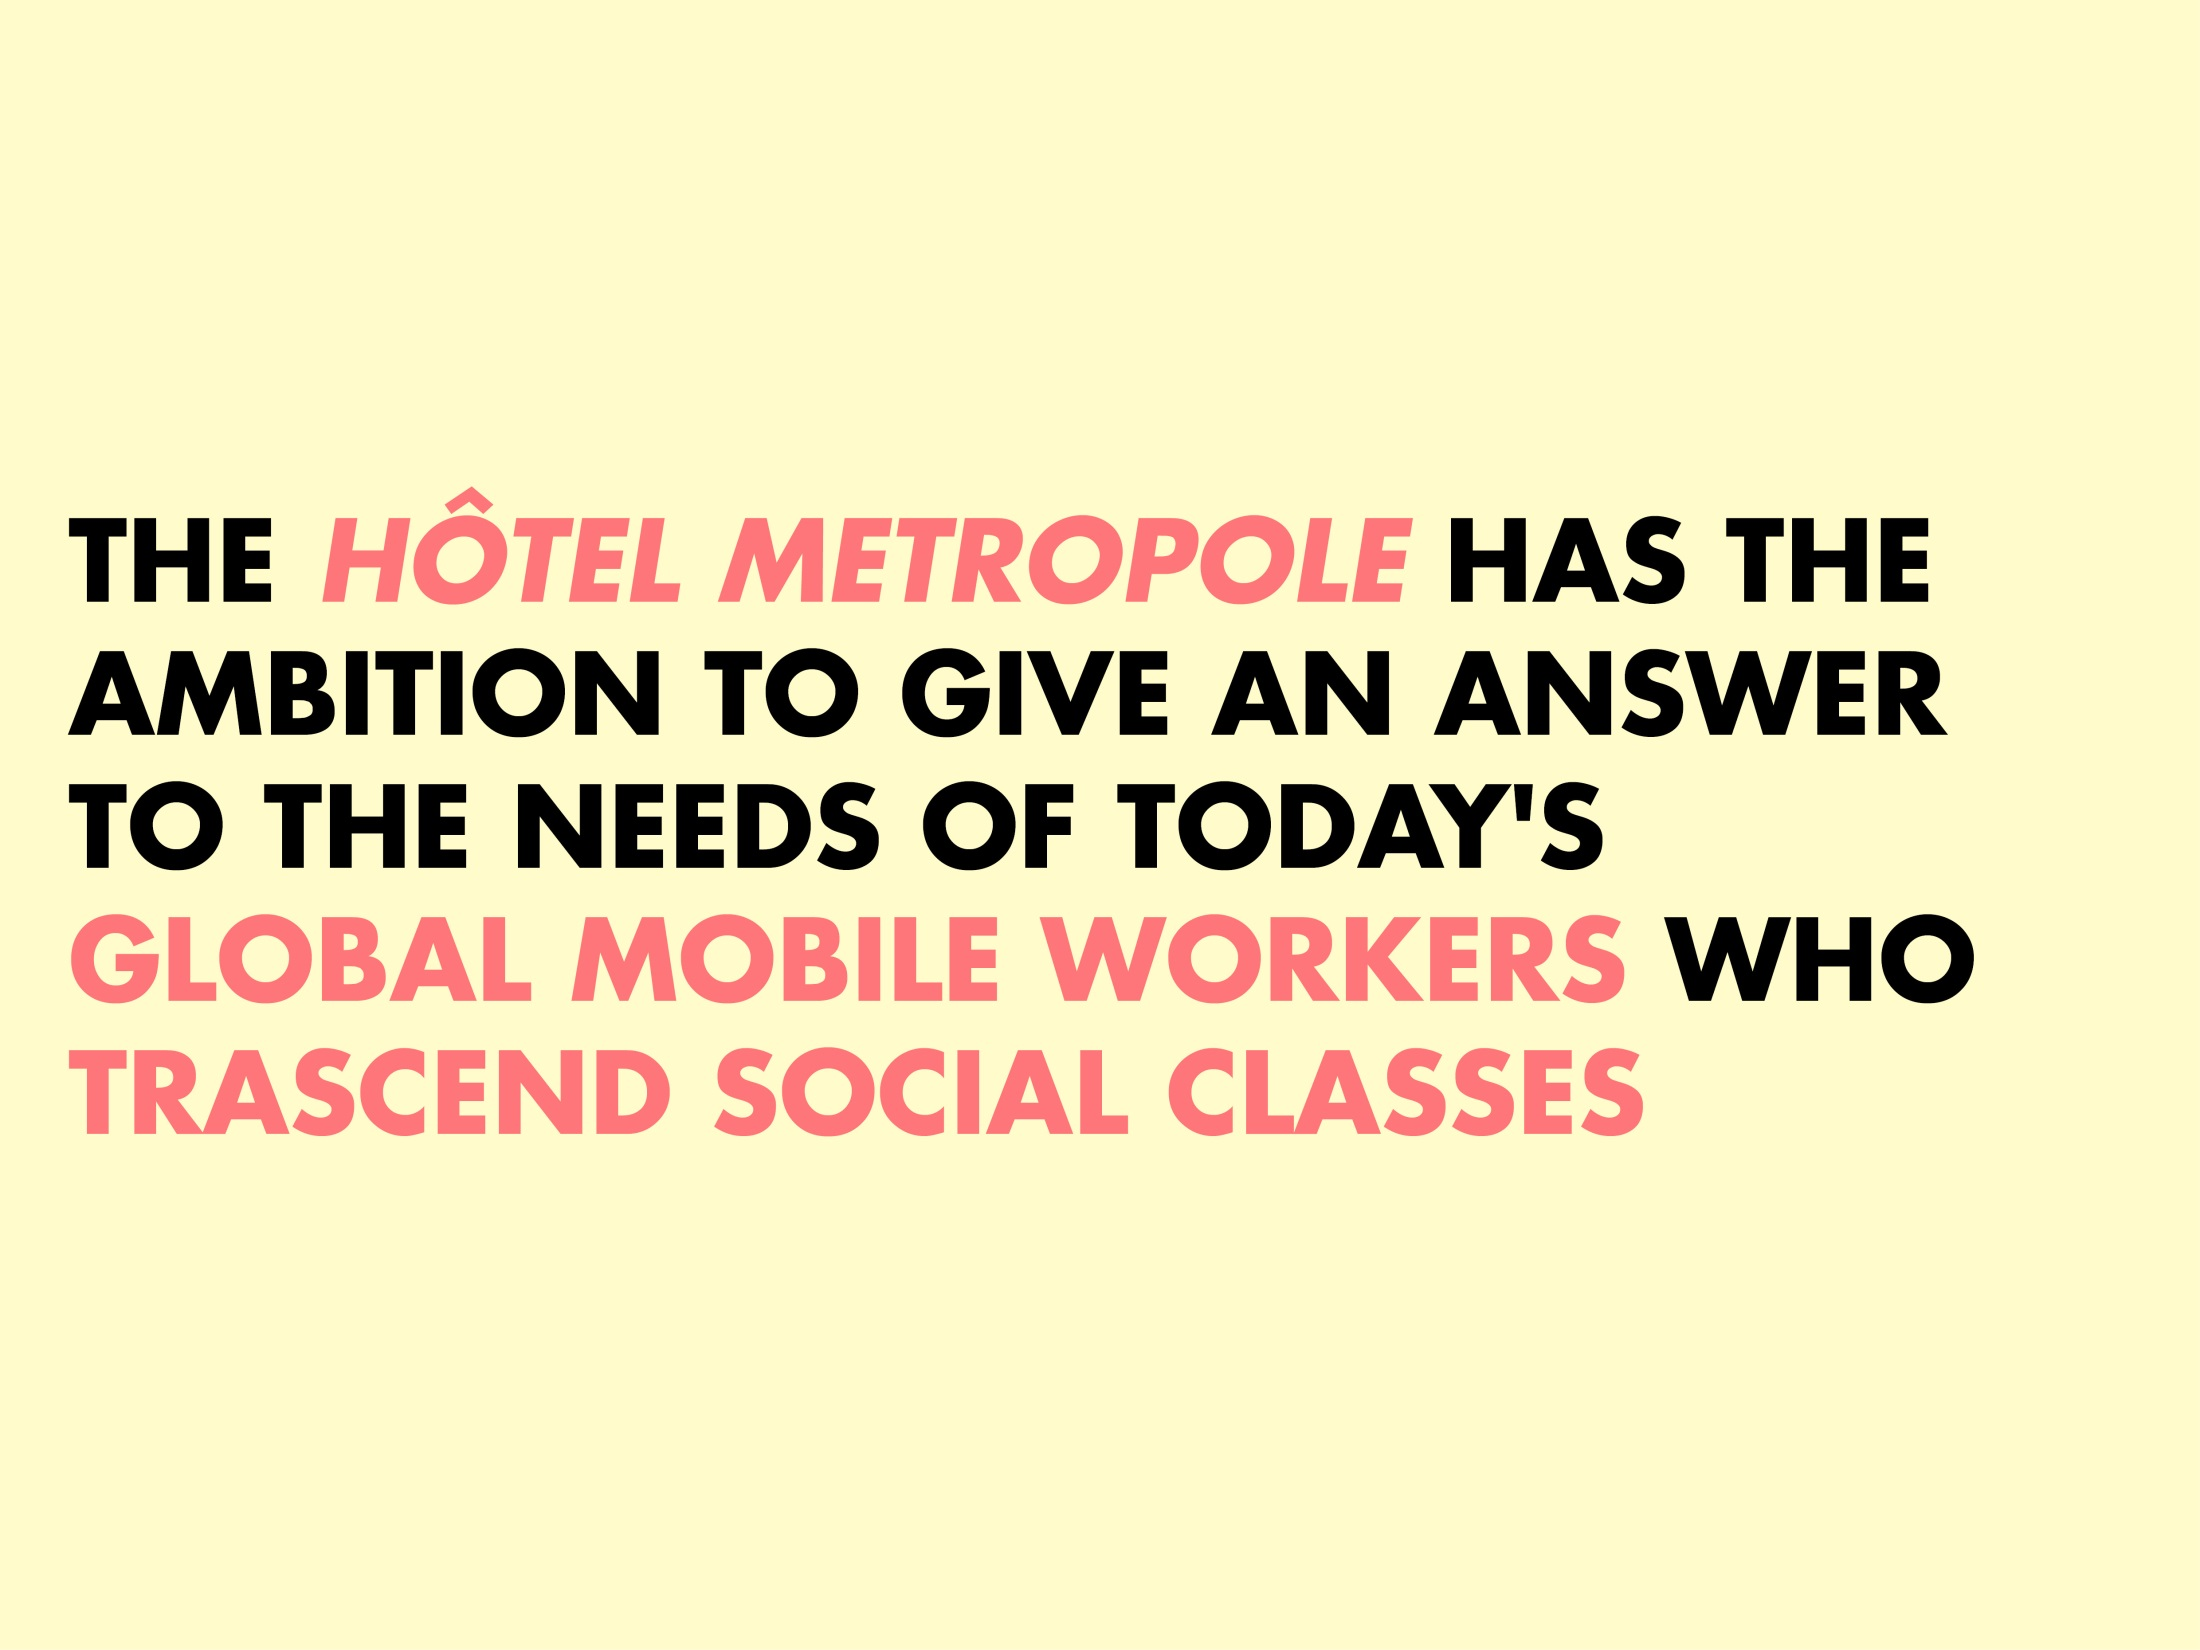 THE HÔTEL METROPOLE HAS THE
AMBITION TO GIVE AN ANSWER
TO THE NEEDS OF TODAY'S
GLOBAL MOBILE WORKERS WHO
TRASCEND SOCIAL CLASSES